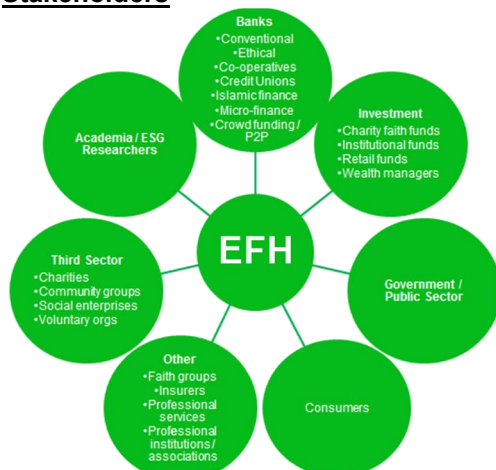 Stakeholders
Banks
•Conventional
•Ethical
•Co-operatives
•Credit Unions
•Islamic finance
•Micro-finance
•Crowd funding /
P2P
Investment
•Charity faith funds
•Institutional funds
•Retail funds
•Wealth managers
Government /
Public Sector
Consumers
Other
•Faith groups
•Insurers
•Professional
services
•Professional
institutions /
associations
Third Sector
•Charities
•Community groups
•Social enterprises
•Voluntary orgs
Academia / ESG
Researchers
EFH